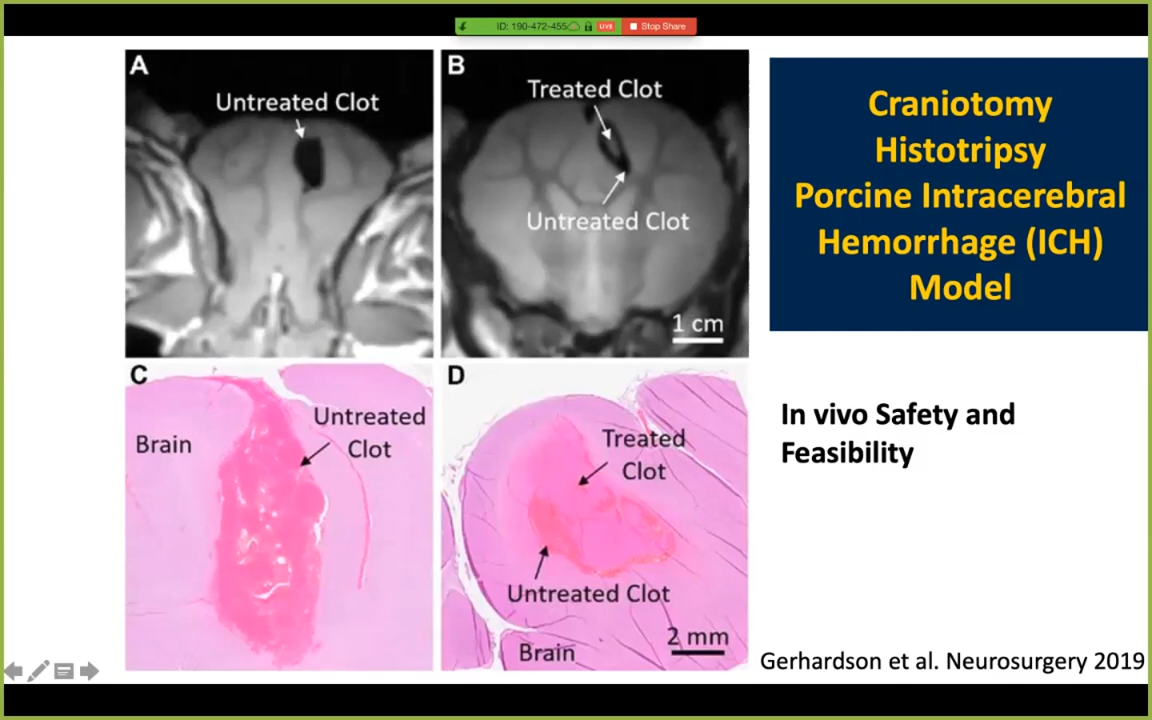 ID: 190-472-455
LIVE
Stop Share
A
Untreated Clot
B
Treated Clot
Untreated Clot
1 cm
C
Brain
Untreated
Clot
D
Treated
Clot
Untreated Clot
Brain
2 mm
Craniotomy
Histotripsy
Porcine Intracerebral
Hemorrhage (ICH)
Model
In vivo Safety and
Feasibility
Gerhardson et al. Neurosurgery 2019